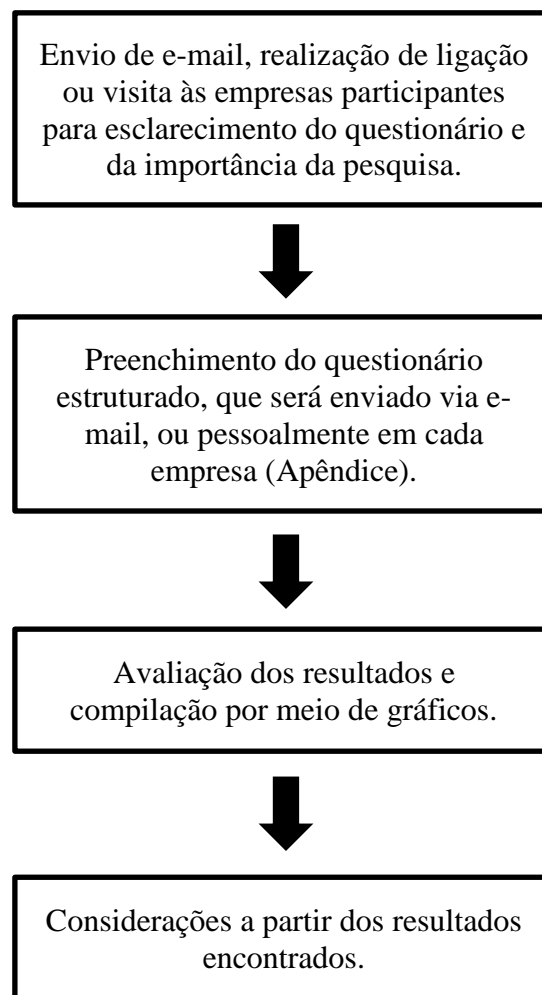 Envio de e-mail, realização de ligação
ou visita às empresas participantes
para esclarecimento do questionário e
da importância da pesquisa.
Preenchimento do questionário
estruturado, que será enviado via e-
mail, ou pessoalmente em cada
empresa (Apêndice).
Avaliação dos resultados e
compilação por meio de gráficos.
Considerações a partir dos resultados
encontrados.